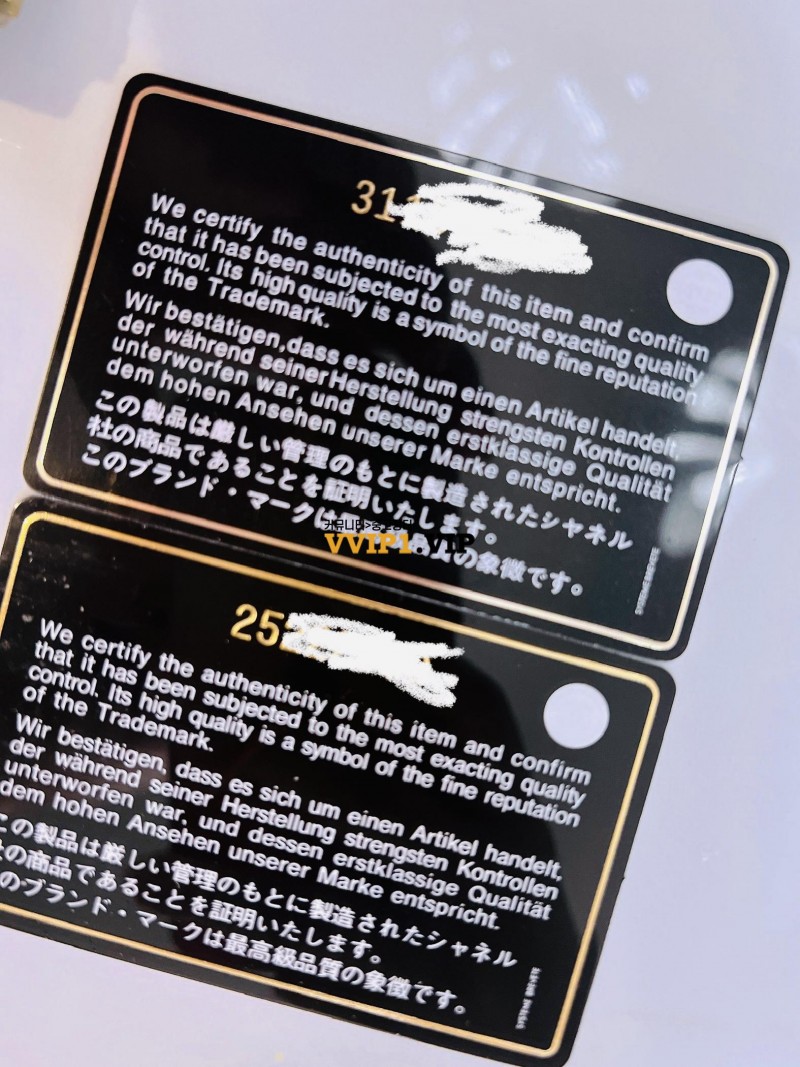 31
We certify the authenticity of this item and confirm
that it has been subjected to the most exacting quality
control. Its high quality is a symbol of the fine reputation
of the Trademark.
Wir bestätigen, dass es sich um einen Artikel handelt,
der während seiner Herstellung strengsten Kontrollen
unterworfen war, und dessen erstklassige Qualität
dem hohen Ansehen unserer Marke entspricht.
この製品は厳しい管理のもとに製造されたシャネル
社の商品であることを証明いたします。
このブランド・マークは 質の象徴です。
VVIP1.VIP
25
We certify the authenticity of this item and confirm
that it has been subjected to the most exacting quality
control. Its high quality is a symbol of the fine reputation
of the Trademark.
Wir bestätigen, dass es sich um einen Artikel handelt,
der während seiner Herstellung strengsten Kontrollen
unterworfen war, und dessen erstklassige Qualität
dem hohen Ansehen unserer Marke entspricht.
この製品は厳しい管理のもとに製造されたシャネル
の商品であることを証明いたします。
のブランド・マークは最高級品質の象徴です。